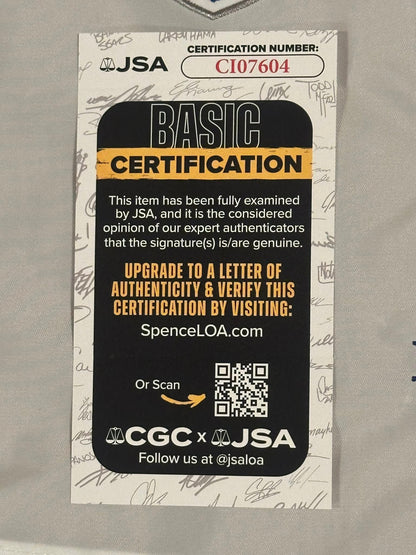 CERTIFICATION NUMBER:
JSA
CI07604
BASIC
CERTIFICATION
This item has been fully examined
by JSA, and it is the considered
opinion of our expert authenticators
that the signature(s) is/are genuine.
UPGRADE TO A LETTER OF
AUTHENTICITY & VERIFY THIS
CERTIFICATION BY VISITING:
SpenceLOA.com
Or Scan
CGC x JSA
Follow us at @jsaloa